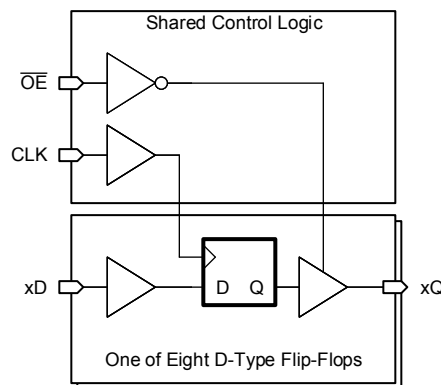 Shared Control Logic
OE
CLK
xD
D Q
xQ
One of Eight D-Type Flip-Flops